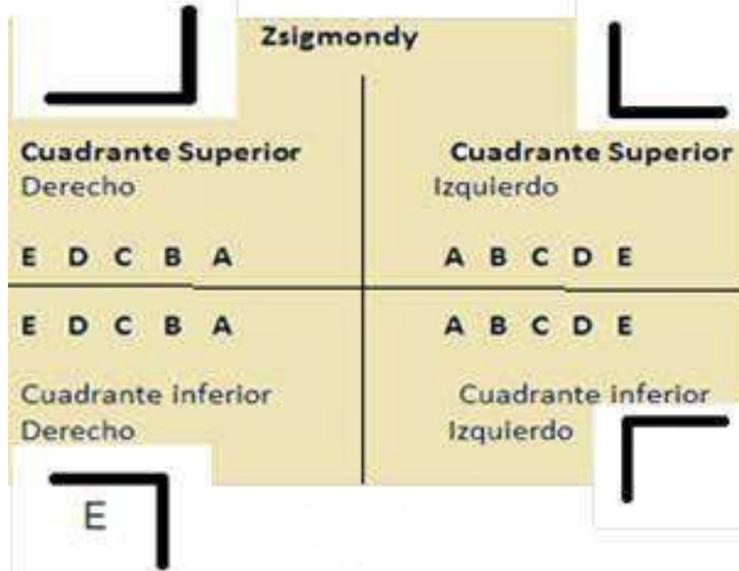 Zsigmondy
Cuadrante Superior Cuadrante Superior
Derecho Izquierdo
E D C B A A B C D E
E D C B A A B C D E
Cuadrante inferior Cuadrante inferior
Derecho Izquierdo
E